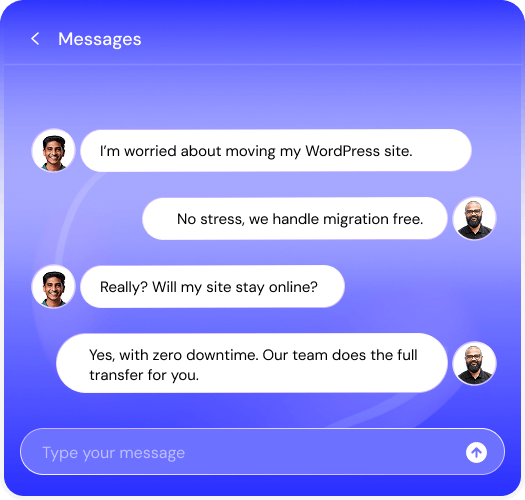 Messages
I’m worried about moving my WordPress site.
No stress, we handle migration free.
Really? Will my site stay online?
Yes, with zero downtime. Our team does the full
transfer for you.
Type your message